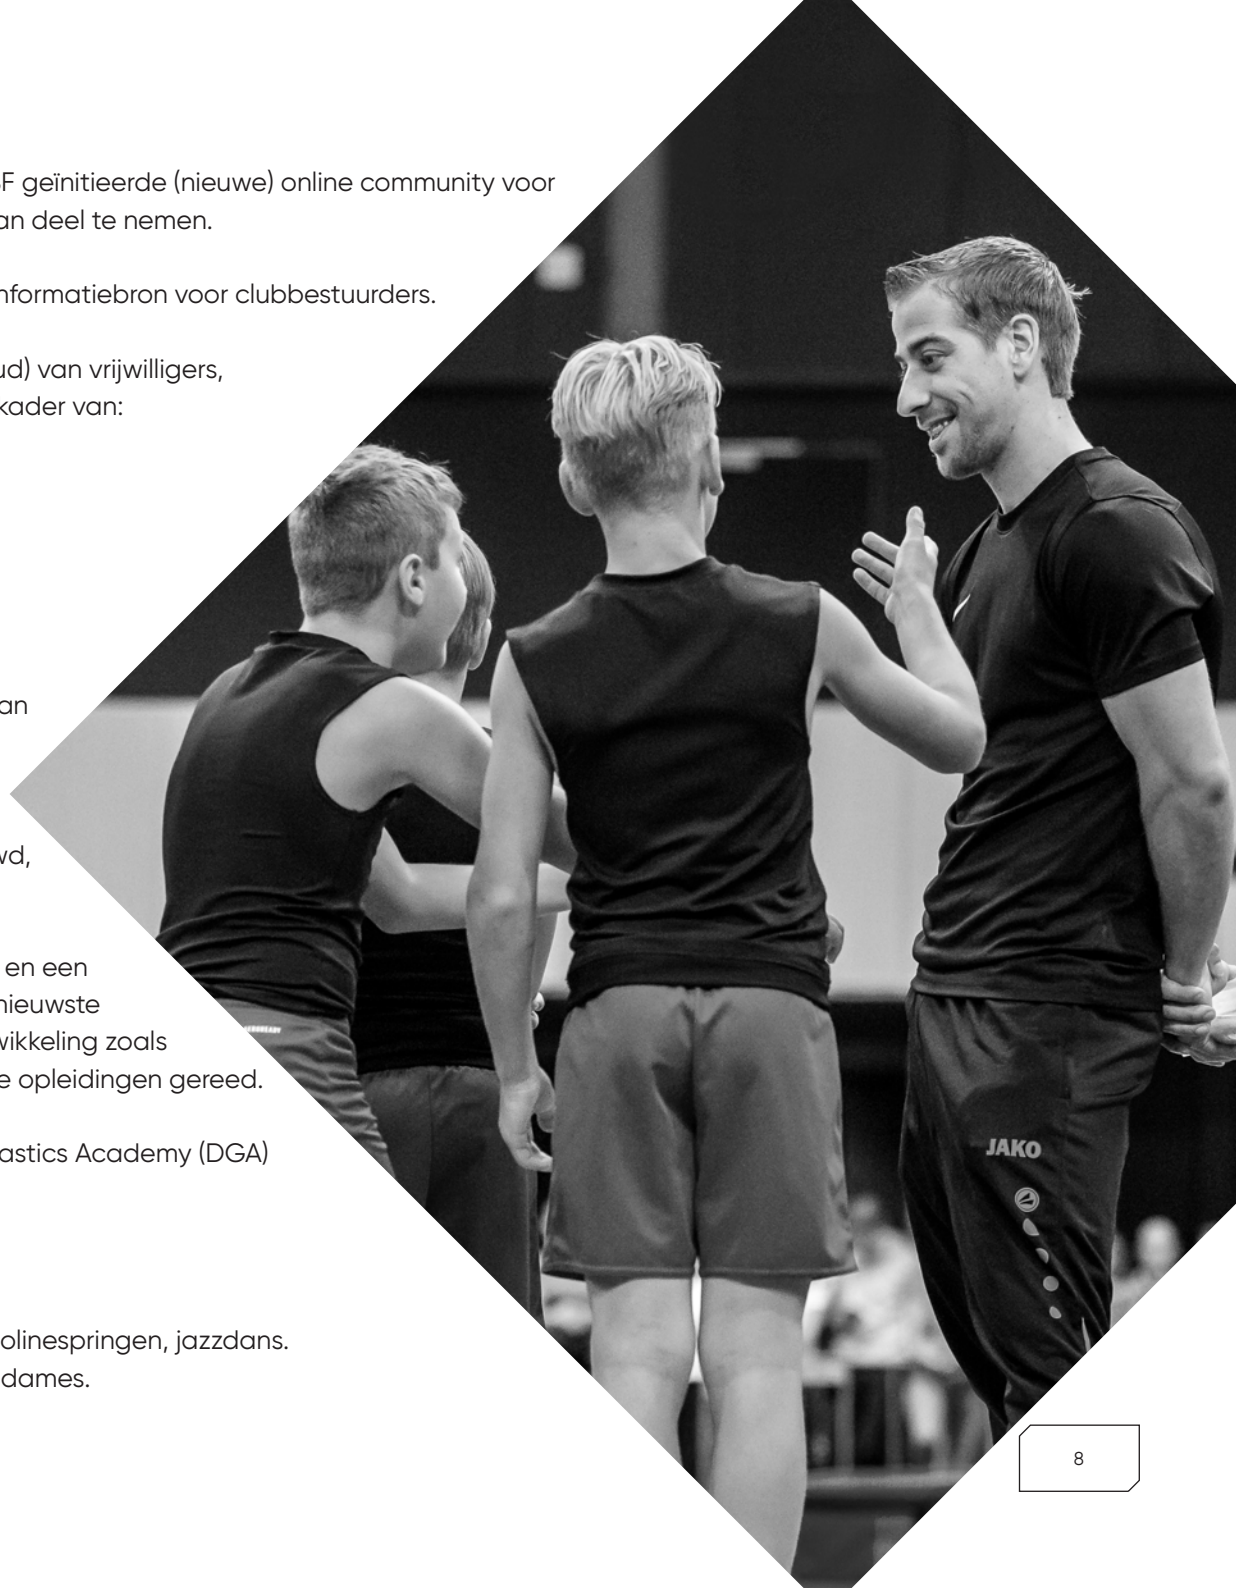 F geïnitieerde (nieuwe) online community voor
an deel te nemen.
nformatiebron voor clubbestuurders.
ud) van vrijwilligers,
kader van:
an
wd,
en een
nieuwste
wikkeling zoals
e opleidingen gereed.
astics Academy (DGA)
olinespringen, jazzdans.
dames.
JAKO
8